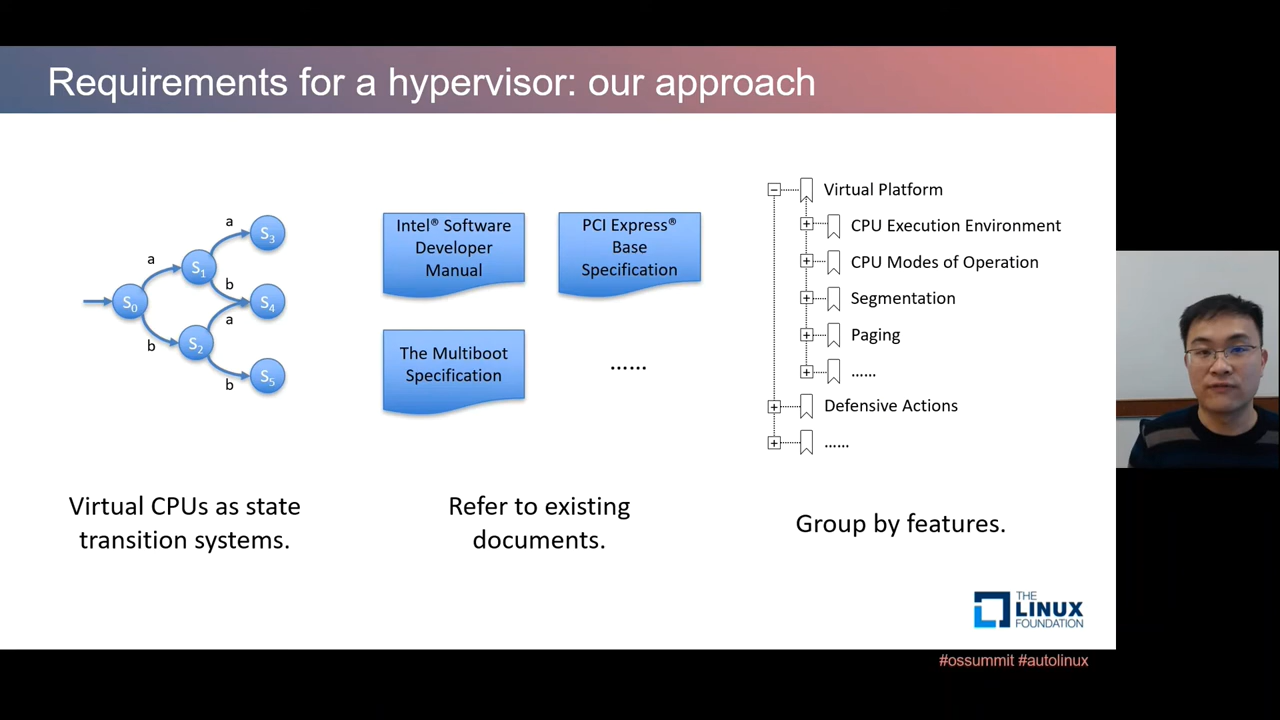 Requirements for a hypervisor: our approach
a
S3
a
S1
b
S0
S4
a
b
S2
b
S5
Virtual CPUs as state
transition systems.
Intel® Software
Developer
Manual
PCI Express®
Base
Specification
The Multiboot
Specification
......
Refer to existing
documents.
Virtual Platform
CPU Execution Environment
CPU Modes of Operation
Segmentation
Paging
......
Defensive Actions
......
Group by features.
THE
LINUX
FOUNDATION
#ossummit #autolinux